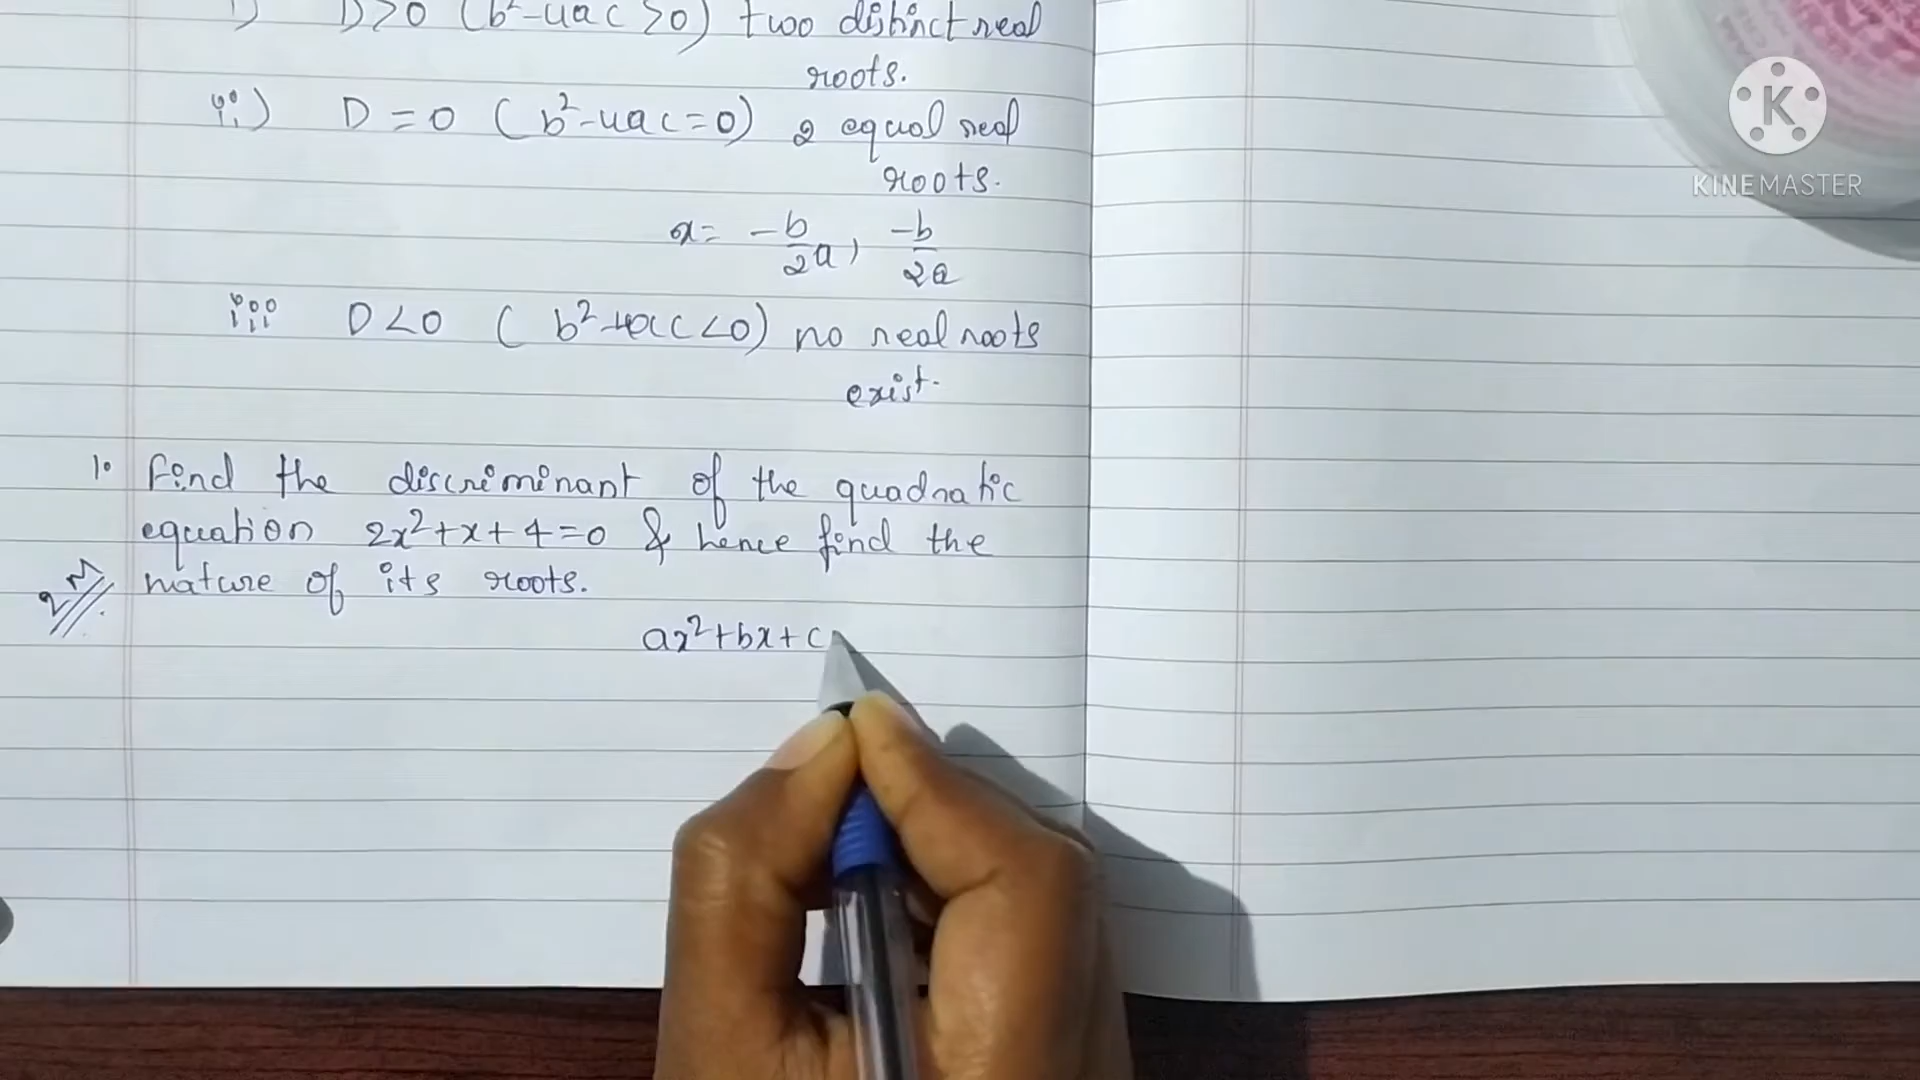 i) D>0 (b²-4ac>0) two distinct real
roots.
ii) D=0 (b²-4ac=0) 2 equal real
roots.
x= -b/2a, -b/2a
iii D<0 (b²-4ac<0) no real roots
exist.
1. Find the discriminant of the quadratic
equation 2x²+x+4=0 & hence find the
2M nature of its roots.
ax²+bx+c
KINEMASTER